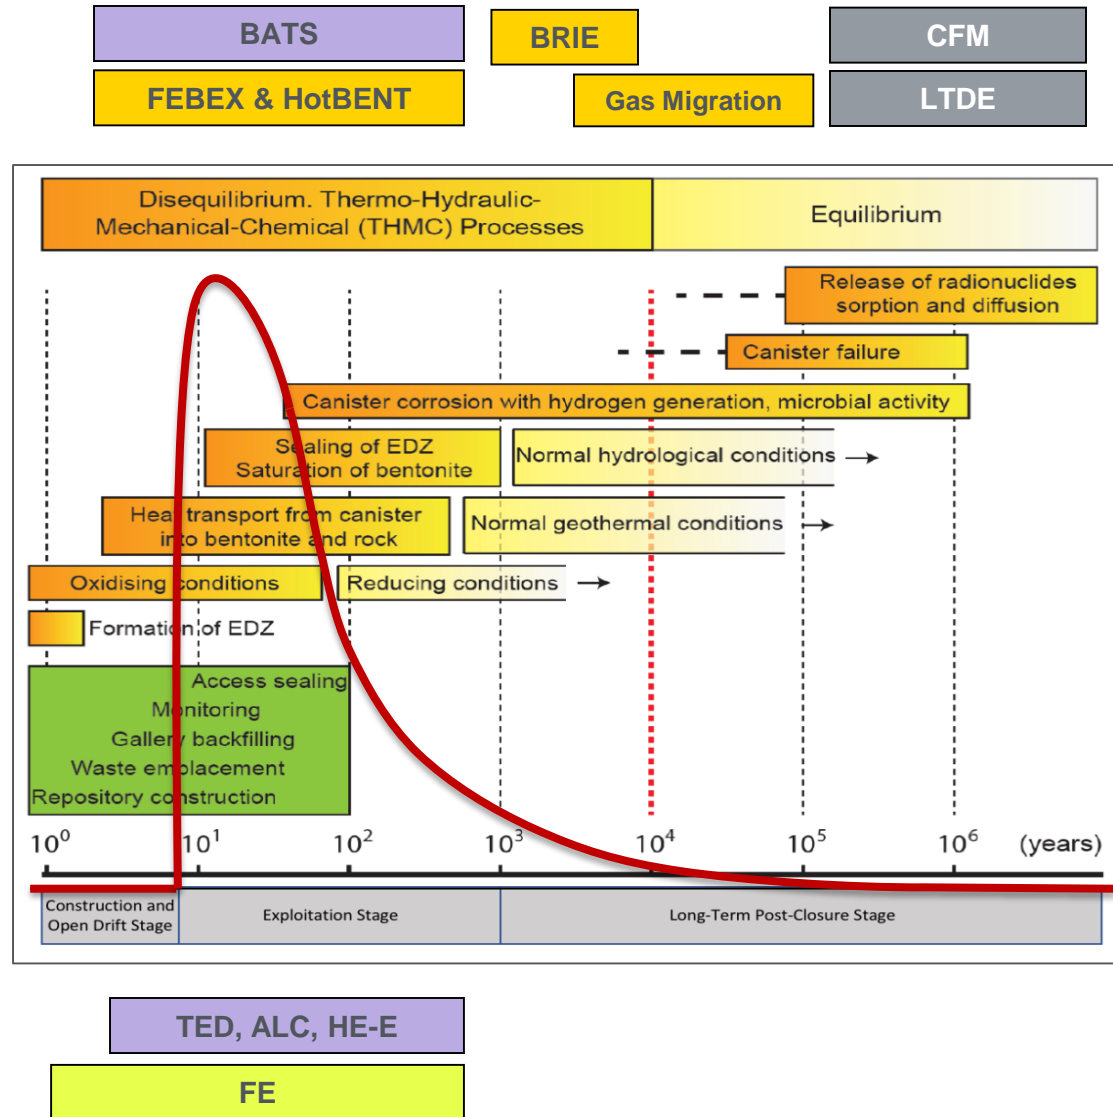 BATS
BRIE
CFM
FEBEX & HotBENT
Gas Migration
LTDE
Disequilibrium. Thermo-Hydraulic-
Mechanical-Chemical (THMC) Processes
Equilibrium
Release of radionuclides
sorption and diffusion
Canister failure
Canister corrosion with hydrogen generation, microbial activity
Sealing of EDZ
Saturation of bentonite
Normal hydrological conditions
Heat transport from canister
into bentonite and rock
Normal geothermal conditions
Oxidising conditions
Reducing conditions
Formation of EDZ
Access sealing
Monitoring
Gallery backfilling
Waste emplacement
Repository construction
10⁰ 10¹ 10² 10³ 10⁴ 10⁵ 10⁶ (years)
Construction and
Open Drift Stage
Exploitation Stage
Long-Term Post-Closure Stage
TED, ALC, HE-E
FE